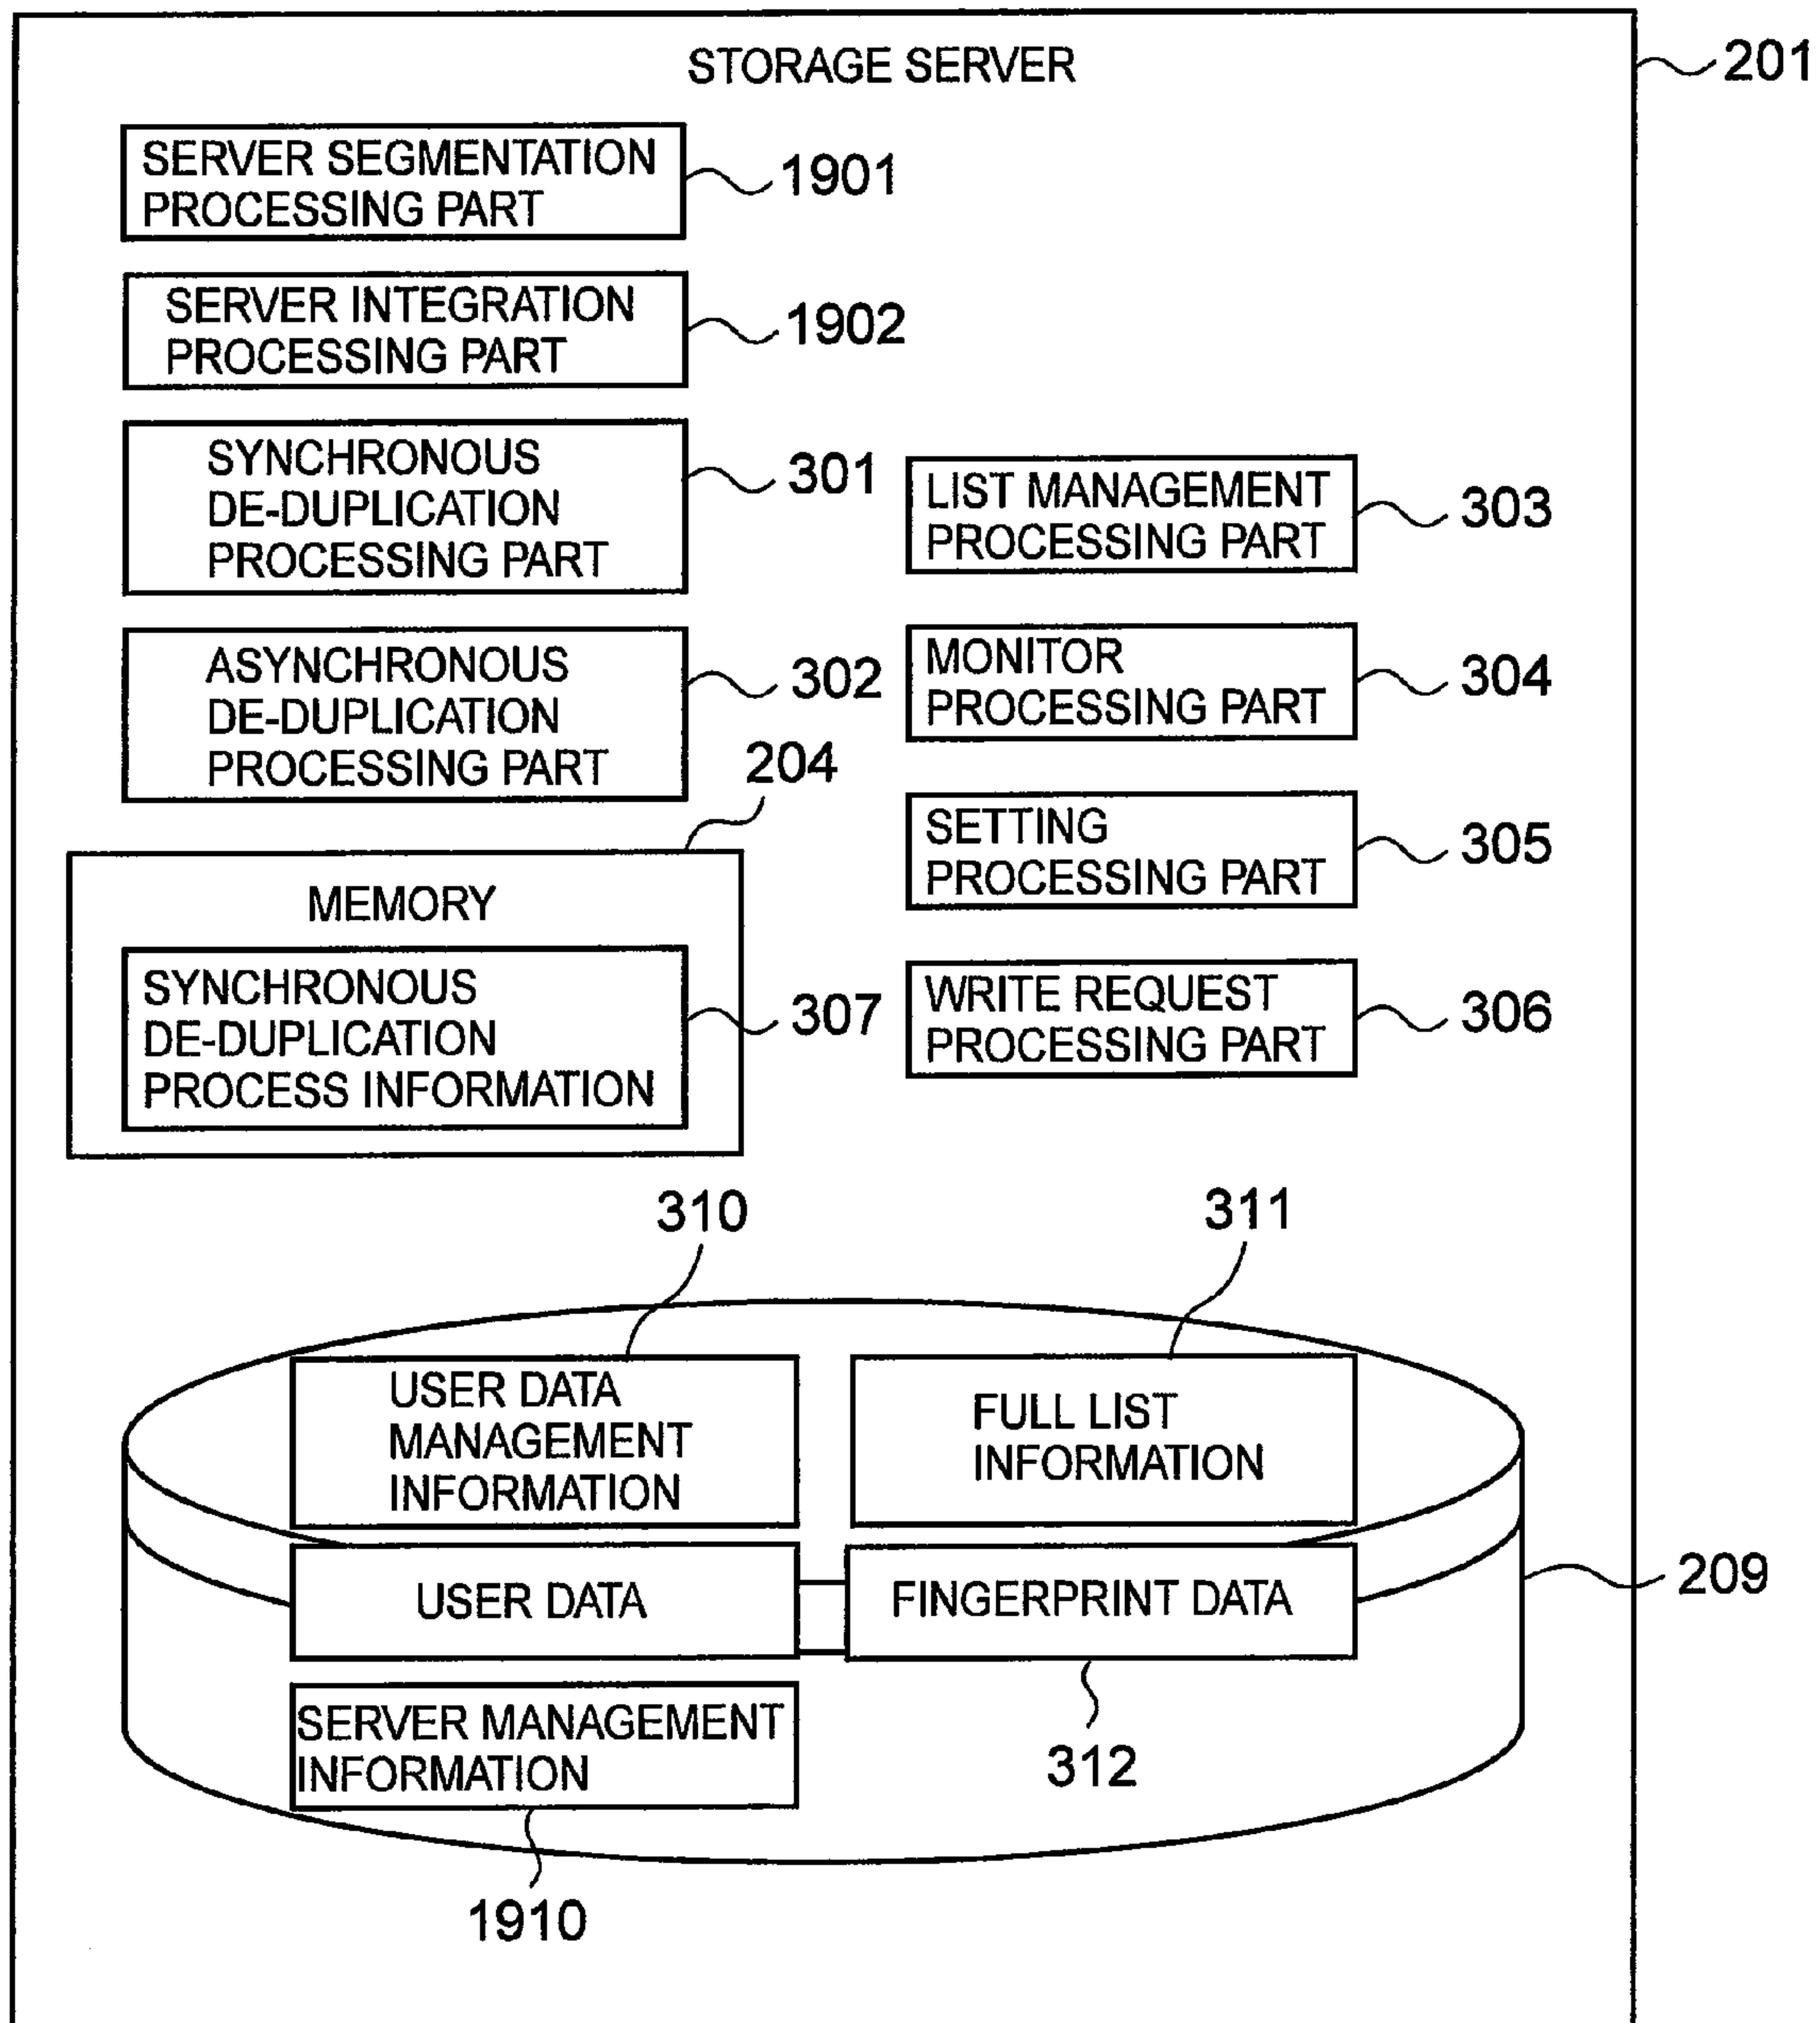 STORAGE SERVER
201
SERVER SEGMENTATION
PROCESSING PART
1901
SERVER INTEGRATION
PROCESSING PART
1902
SYNCHRONOUS
DE-DUPLICATION
PROCESSING PART
301
LIST MANAGEMENT
PROCESSING PART
303
ASYNCHRONOUS
DE-DUPLICATION
PROCESSING PART
302
MONITOR
PROCESSING PART
304
204
SETTING
PROCESSING PART
305
MEMORY
SYNCHRONOUS
DE-DUPLICATION
PROCESS INFORMATION
307
WRITE REQUEST
PROCESSING PART
306
310
311
USER DATA
MANAGEMENT
INFORMATION
FULL LIST
INFORMATION
USER DATA
FINGERPRINT DATA
209
SERVER MANAGEMENT
INFORMATION
312
1910